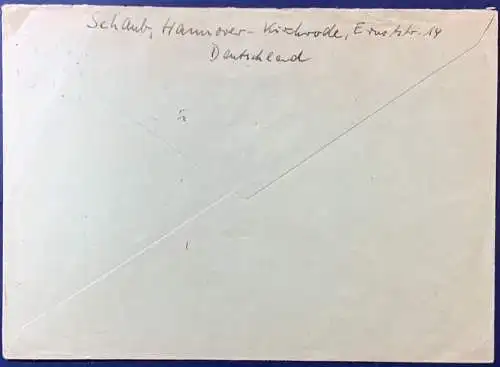 Schaub, Hannover-Kirchrode, Ernststr. 14
Deutschland